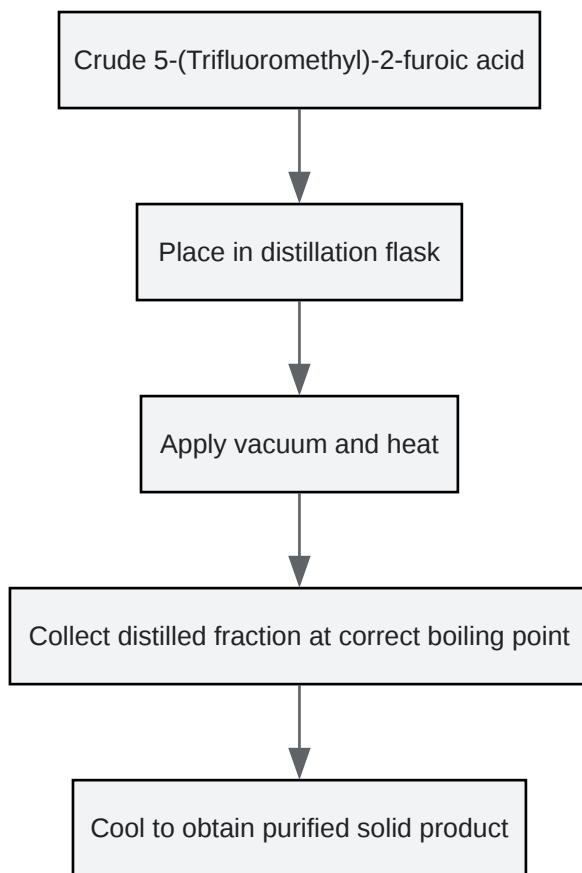 Crude 5-(Trifluoromethyl)-2-furoic acid
Place in distillation flask
Apply vacuum and heat
Collect distilled fraction at correct boiling point
Cool to obtain purified solid product